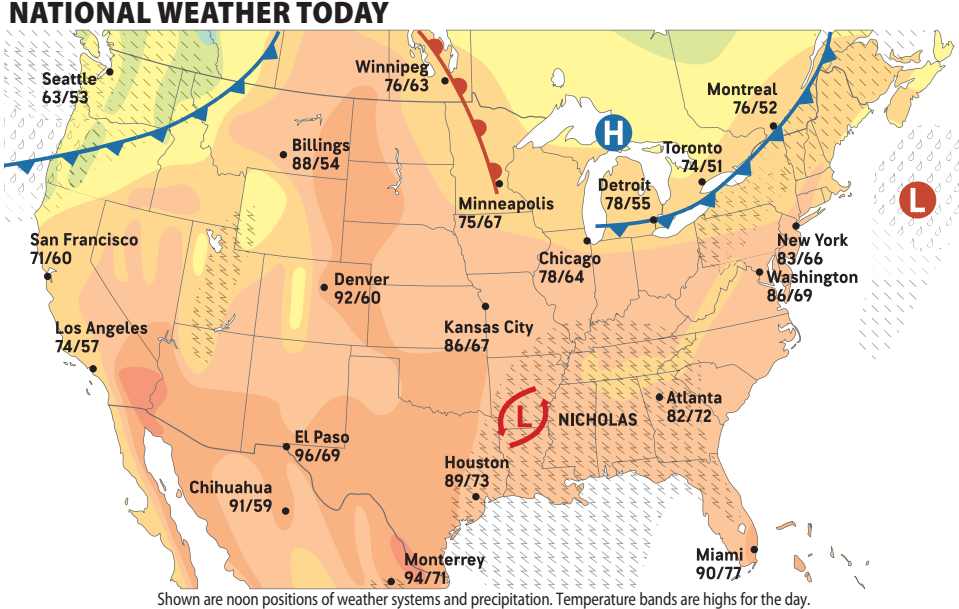 NATIONAL WEATHER TODAY
Seattle
63/53
Winnipeg
76/63
Montreal
76/52
H
Billings
88/54
Toronto
74/51
Detroit
78/55
Minneapolis
75/67
L
San Francisco
71/60
Chicago
78/64
New York
83/66
Denver
92/60
Washington
86/69
Los Angeles
74/57
Kansas City
86/67
L
NICHOLAS
Atlanta
82/72
El Paso
96/69
Houston
89/73
Chihuahua
91/59
Monterrey
94/71
Miami
90/77
Shown are noon positions of weather systems and precipitation. Temperature bands are highs for the day.